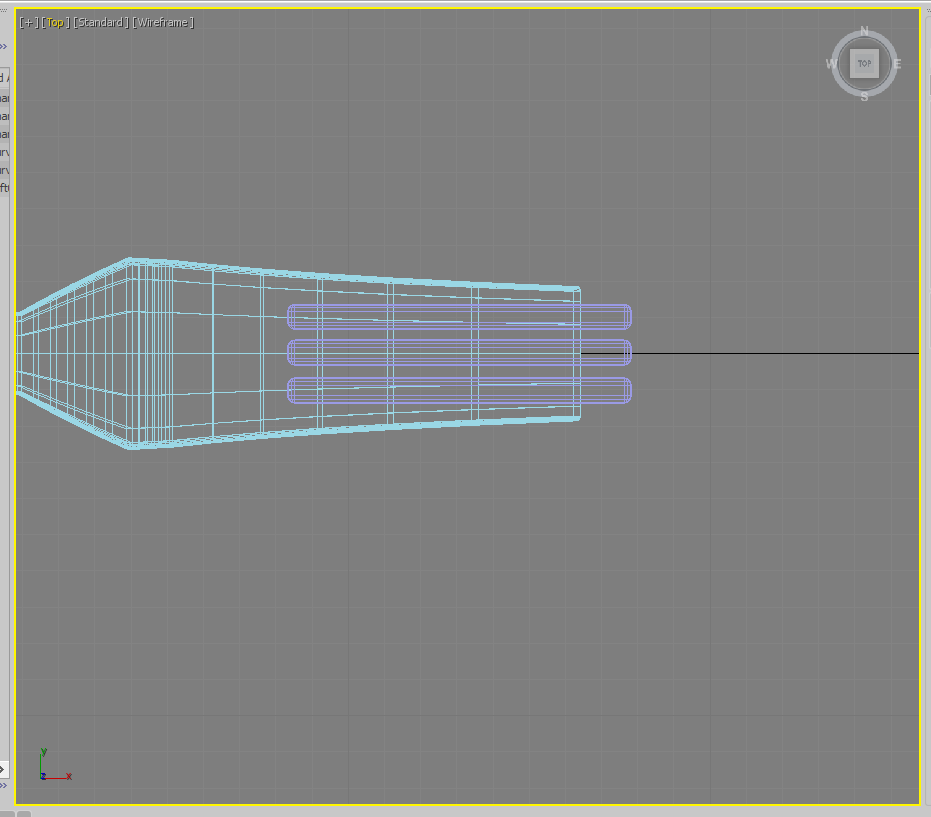 [+] [Top] [Standard] [Wireframe]
N
W TOP E
S
y
z x